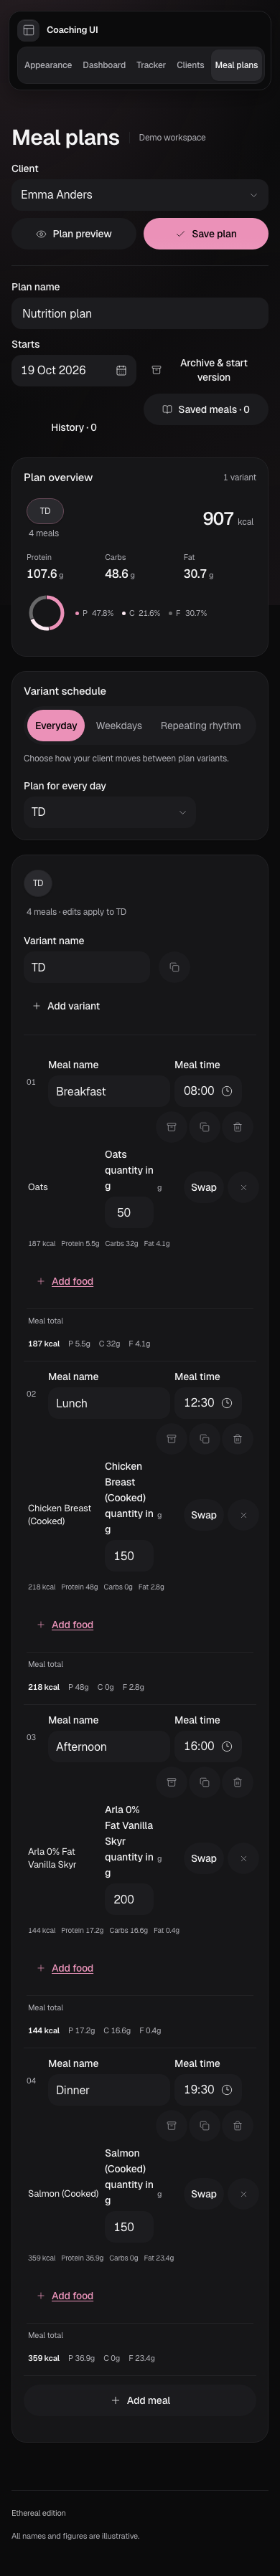 Coaching UI
Appearance Dashboard Tracker Clients Meal plans
Meal plans Demo workspace
Client
Emma Anders
Plan preview Save plan
Plan name
Nutrition plan
Starts
19 Oct 2026
Archive & start
version
Saved meals · 0
History · 0
Plan overview 1 variant
TD
4 meals
907 kcal
Protein Carbs Fat
107.6 g 48.6 g 30.7 g
P 47.8% C 21.6% F 30.7%
Variant schedule
Everyday Weekdays Repeating rhythm
Choose how your client moves between plan variants.
Plan for every day
TD
TD
4 meals · edits apply to TD
Variant name
TD
Add variant
Meal name Meal time
01 Breakfast 08:00
Oats
quantity in
g
Oats g Swap
50
187 kcal Protein 5.5g Carbs 32g Fat 4.1g
Add food
Meal total
187 kcal P 5.5g C 32g F 4.1g
Meal name Meal time
02 Lunch 12:30
Chicken
Breast
(Cooked)
quantity in
g
Chicken Breast
(Cooked)
g Swap
150
218 kcal Protein 48g Carbs 0g Fat 2.8g
Add food
Meal total
218 kcal P 48g C 0g F 2.8g
Meal name Meal time
03 Afternoon 16:00
Arla 0%
Fat Vanilla
Skyr
quantity in
g
Arla 0% Fat
Vanilla Skyr
g Swap
200
144 kcal Protein 17.2g Carbs 16.6g Fat 0.4g
Add food
Meal total
144 kcal P 17.2g C 16.6g F 0.4g
Meal name Meal time
04 Dinner 19:30
Salmon
(Cooked)
quantity in
g
Salmon (Cooked) g Swap
150
359 kcal Protein 36.9g Carbs 0g Fat 23.4g
Add food
Meal total
359 kcal P 36.9g C 0g F 23.4g
Add meal
Ethereal edition
All names and figures are illustrative.